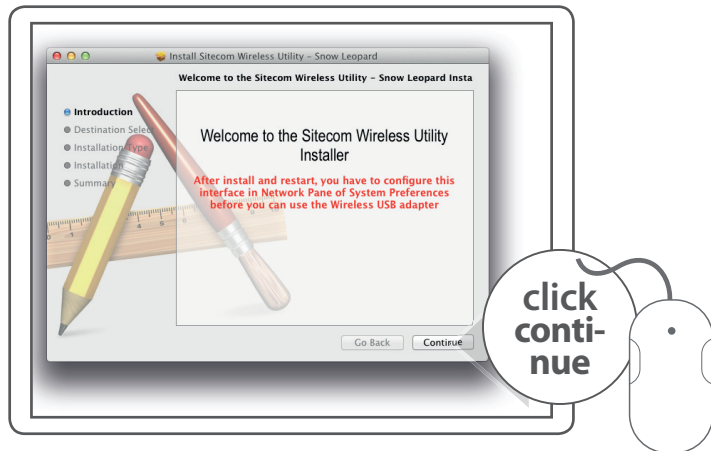 Install Sitecom Wireless Utility – Snow Leopard
Welcome to the Sitecom Wireless Utility – Snow Leopard Insta
Introduction
Destination Selec
Installation Type
Installation
Summary
Welcome to the Sitecom Wireless Utility
Installer
After install and restart, you have to configure this
interface in Network Pane of System Preferences
before you can use the Wireless USB adapter
Go Back
Continue
click
conti-
nue